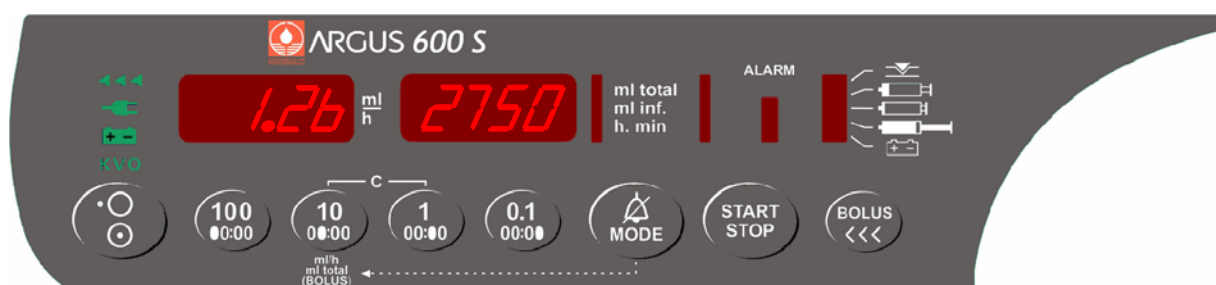 ARGUS 600 S
KVO
1.26
ml
h
2750
ml total
ml inf.
h. min
ALARM
C
100
00:00
10
00:00
1
00:00
0.1
00:00
MODE
START
STOP
BOLUS
<<<
ml/h
ml total
(BOLUS)